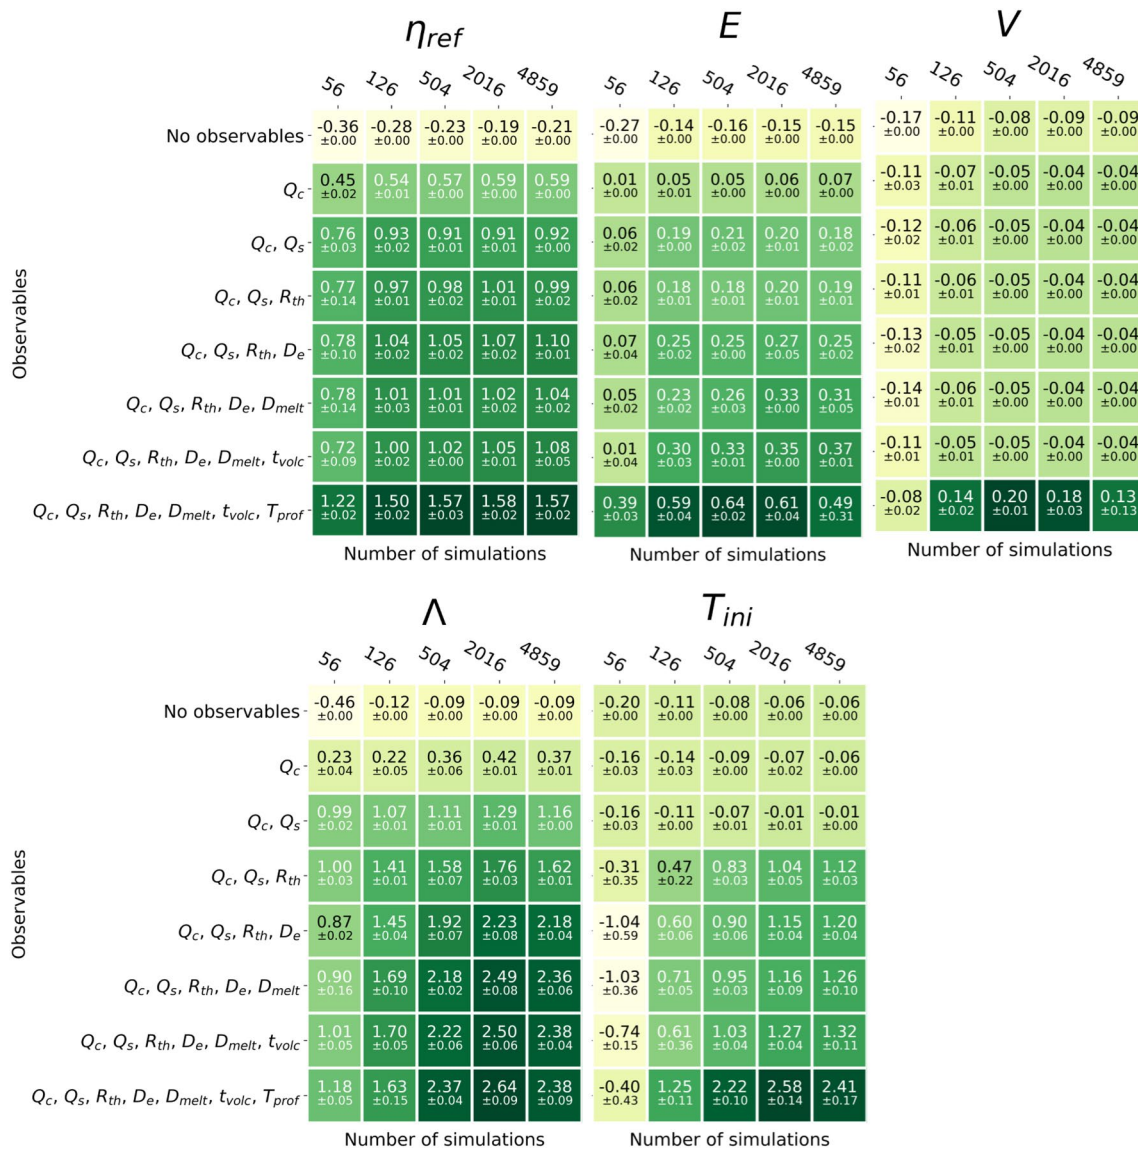 η_ref
E
V
56 126 504 2016 4859
56 126 504 2016 4859
56 126 504 2016 4859
No observables -0.36 ±0.00 -0.28 ±0.00 -0.23 ±0.00 -0.19 ±0.00 -0.21 ±0.00 -0.27 ±0.00 -0.14 ±0.00 -0.16 ±0.00 -0.15 ±0.00 -0.15 ±0.00 -0.17 ±0.00 -0.11 ±0.00 -0.08 ±0.00 -0.09 ±0.00 -0.09 ±0.00
Q_c 0.45 ±0.02 0.54 ±0.01 0.57 ±0.00 0.59 ±0.00 0.59 ±0.00 0.01 ±0.00 0.05 ±0.01 0.05 ±0.00 0.06 ±0.00 0.07 ±0.00 -0.11 ±0.03 -0.07 ±0.01 -0.05 ±0.00 -0.04 ±0.00 -0.04 ±0.00
Q_c, Q_s 0.76 ±0.03 0.93 ±0.02 0.91 ±0.01 0.91 ±0.01 0.92 ±0.00 0.06 ±0.02 0.19 ±0.00 0.21 ±0.02 0.20 ±0.01 0.18 ±0.02 -0.12 ±0.02 -0.06 ±0.01 -0.05 ±0.00 -0.04 ±0.00 -0.04 ±0.00
Q_c, Q_s, R_th 0.77 ±0.14 0.97 ±0.01 0.98 ±0.02 1.01 ±0.01 0.99 ±0.02 0.06 ±0.02 0.18 ±0.01 0.18 ±0.01 0.20 ±0.01 0.19 ±0.01 -0.11 ±0.01 -0.06 ±0.01 -0.05 ±0.00 -0.04 ±0.00 -0.04 ±0.00
Q_c, Q_s, R_th, D_e 0.78 ±0.10 1.04 ±0.02 1.05 ±0.02 1.07 ±0.02 1.10 ±0.01 0.07 ±0.04 0.25 ±0.02 0.25 ±0.00 0.27 ±0.05 0.25 ±0.02 -0.13 ±0.02 -0.05 ±0.01 -0.05 ±0.00 -0.04 ±0.00 -0.04 ±0.00
Q_c, Q_s, R_th, D_e, D_melt 0.78 ±0.14 1.01 ±0.03 1.01 ±0.01 1.02 ±0.02 1.04 ±0.02 0.05 ±0.02 0.23 ±0.02 0.26 ±0.03 0.33 ±0.00 0.31 ±0.05 -0.14 ±0.01 -0.06 ±0.01 -0.05 ±0.00 -0.04 ±0.00 -0.04 ±0.00
Q_c, Q_s, R_th, D_e, D_melt, t_volc 0.72 ±0.09 1.00 ±0.02 1.02 ±0.00 1.05 ±0.01 1.08 ±0.05 0.01 ±0.04 0.30 ±0.03 0.33 ±0.01 0.35 ±0.00 0.37 ±0.01 -0.11 ±0.01 -0.05 ±0.01 -0.05 ±0.00 -0.04 ±0.00 -0.04 ±0.00
Q_c, Q_s, R_th, D_e, D_melt, t_volc, T_prof 1.22 ±0.02 1.50 ±0.02 1.57 ±0.03 1.58 ±0.02 1.57 ±0.02 0.39 ±0.03 0.59 ±0.04 0.64 ±0.02 0.61 ±0.04 0.49 ±0.31 -0.08 ±0.02 0.14 ±0.02 0.20 ±0.01 0.18 ±0.03 0.13 ±0.13
Observables
Number of simulations
Number of simulations
Number of simulations
Λ
T_ini
56 126 504 2016 4859
56 126 504 2016 4859
No observables -0.46 ±0.00 -0.12 ±0.00 -0.09 ±0.00 -0.09 ±0.00 -0.09 ±0.00 -0.20 ±0.00 -0.11 ±0.00 -0.08 ±0.00 -0.06 ±0.00 -0.06 ±0.00
Q_c 0.23 ±0.04 0.22 ±0.05 0.36 ±0.06 0.42 ±0.01 0.37 ±0.01 -0.16 ±0.03 -0.14 ±0.03 -0.09 ±0.00 -0.07 ±0.02 -0.06 ±0.00
Q_c, Q_s 0.99 ±0.02 1.07 ±0.01 1.11 ±0.01 1.29 ±0.01 1.16 ±0.00 -0.16 ±0.03 -0.11 ±0.00 -0.07 ±0.01 -0.01 ±0.01 -0.01 ±0.00
Q_c, Q_s, R_th 1.00 ±0.03 1.41 ±0.01 1.58 ±0.07 1.76 ±0.03 1.62 ±0.01 -0.31 ±0.35 0.47 ±0.22 0.83 ±0.03 1.04 ±0.05 1.12 ±0.03
Q_c, Q_s, R_th, D_e 0.87 ±0.02 1.45 ±0.04 1.92 ±0.07 2.23 ±0.08 2.18 ±0.04 -1.04 ±0.59 0.60 ±0.06 0.90 ±0.06 1.15 ±0.04 1.20 ±0.04
Q_c, Q_s, R_th, D_e, D_melt 0.90 ±0.16 1.69 ±0.10 2.18 ±0.02 2.49 ±0.08 2.36 ±0.06 -1.03 ±0.36 0.71 ±0.05 0.95 ±0.03 1.16 ±0.09 1.26 ±0.10
Q_c, Q_s, R_th, D_e, D_melt, t_volc 1.01 ±0.05 1.70 ±0.05 2.22 ±0.06 2.50 ±0.06 2.38 ±0.04 -0.74 ±0.15 0.61 ±0.36 1.03 ±0.04 1.27 ±0.04 1.32 ±0.11
Q_c, Q_s, R_th, D_e, D_melt, t_volc, T_prof 1.18 ±0.05 1.63 ±0.15 2.37 ±0.04 2.64 ±0.09 2.38 ±0.09 -0.40 ±0.43 1.25 ±0.11 2.22 ±0.10 2.58 ±0.14 2.41 ±0.17
Observables
Number of simulations
Number of simulations